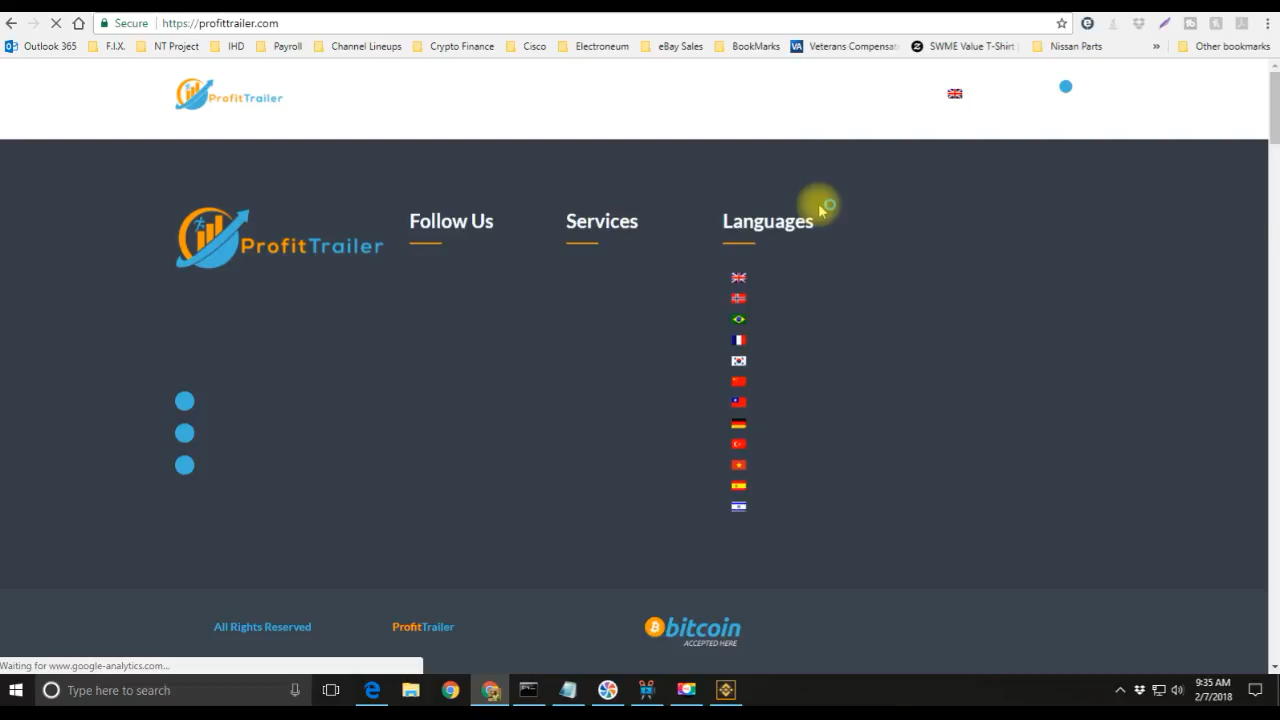 Secure https://profittrailer.com
Outlook 365 F.I.X. NT Project IHD Payroll Channel Lineups Crypto Finance Cisco Electroneum eBay Sales BookMarks VA Veterans Compensat SWME Value T-Shirt Nissan Parts » Other bookmarks
ProfitTrailer
ProfitTrailer
Follow Us
Services
Languages
All Rights Reserved
ProfitTrailer
bitcoin
ACCEPTED HERE
Waiting for www.google-analytics.com...
Type here to search
9:35 AM
2/7/2018